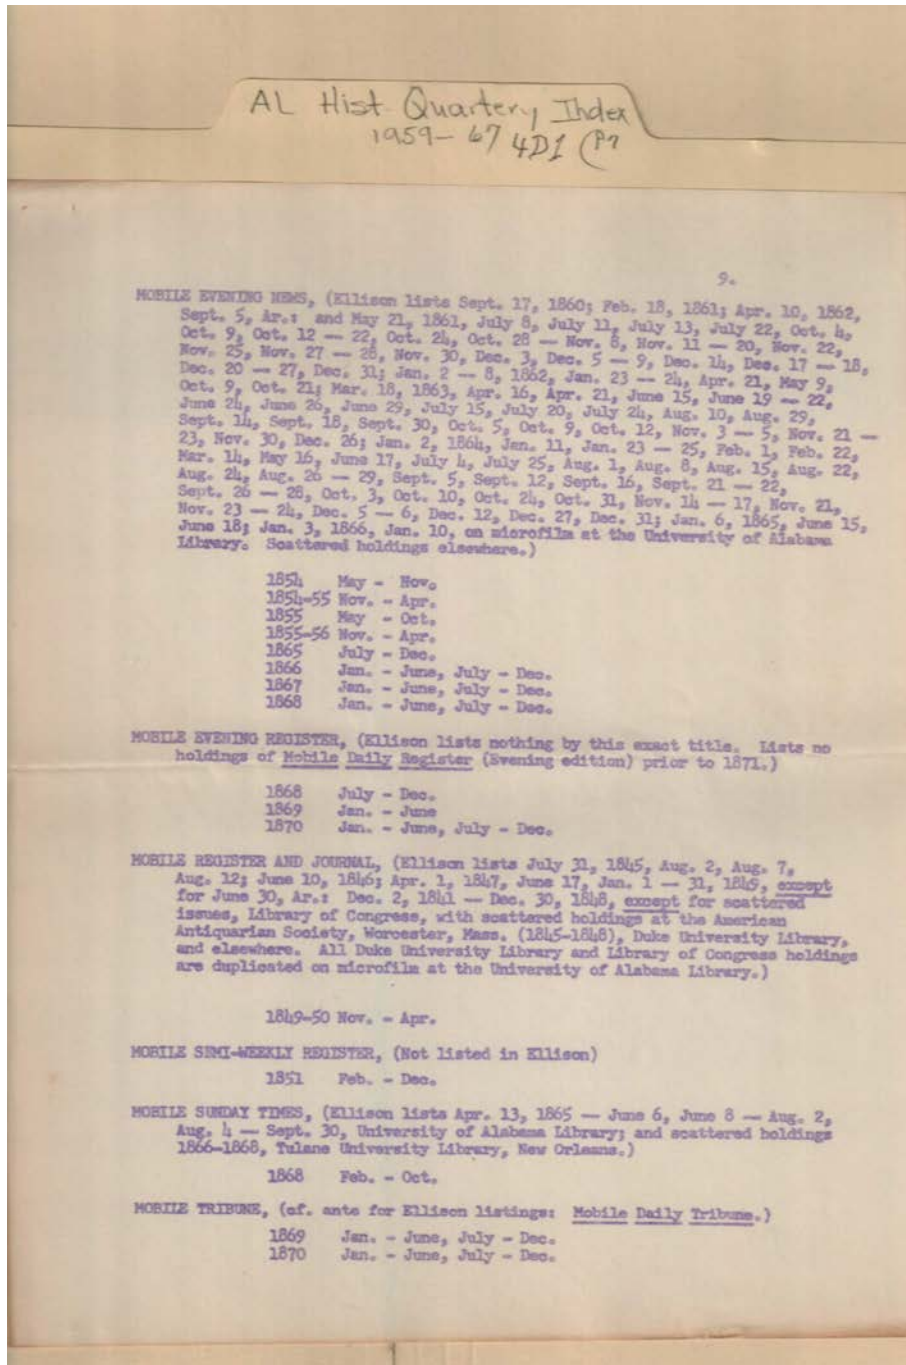 AL Hist Quartery Index
1959-67 4D1 (P7
9.
MOBILE EVENING NEWS, (Ellison lists Sept. 17, 1860; Feb. 18, 1861; Apr. 10, 1862,
Sept. 5, Ar.: and May 21, 1861, July 8, July 11, July 13, July 22, Oct. 4,
Oct. 9, Oct. 12 — 22, Oct. 24, Oct. 28 — Nov. 8, Nov. 11 — 20, Nov. 22,
Nov. 25, Nov. 27 — 28, Nov. 30, Dec. 3, Dec. 5 — 9, Dec. 14, Dec. 17 — 18,
Dec. 20 — 27, Dec. 31; Jan. 2 — 8, 1862, Jan. 23 — 24, Apr. 21, May 9,
Oct. 9, Oct. 21; Mar. 18, 1863, Apr. 16, Apr. 21, June 15, June 19 — 22,
June 24, June 26, June 29, July 15, July 20, July 24, Aug. 10, Aug. 29,
Sept. 14, Sept. 18, Sept. 30, Oct. 5, Oct. 9, Oct. 12, Nov. 3 — 5, Nov. 21 —
23, Nov. 30, Dec. 26; Jan. 2, 1864, Jan. 11, Jan. 23 — 25, Feb. 1, Feb. 22,
Mar. 14, May 16, June 17, July 4, July 25, Aug. 1, Aug. 8, Aug. 15, Aug. 22,
Aug. 24, Aug. 26 — 29, Sept. 5, Sept. 12, Sept. 16, Sept. 21 — 22,
Sept. 26 — 28, Oct. 3, Oct. 10, Oct. 24, Oct. 31, Nov. 14 — 17, Nov. 21,
Nov. 23 — 24, Dec. 5 — 6, Dec. 12, Dec. 27, Dec. 31; Jan. 6, 1865, June 15,
June 18; Jan. 3, 1866, Jan. 10, on microfilm at the University of Alabama
Library. Scattered holdings elsewhere.)
1854 May - Nov.
1854-55 Nov. - Apr.
1855 May - Oct.
1855-56 Nov. - Apr.
1865 July - Dec.
1866 Jan. - June, July - Dec.
1867 Jan. - June, July - Dec.
1868 Jan. - June, July - Dec.
MOBILE EVENING REGISTER, (Ellison lists nothing by this exact title. Lists no
holdings of Mobile Daily Register (Evening edition) prior to 1871.)
1868 July - Dec.
1869 Jan. - June
1870 Jan. - June, July - Dec.
MOBILE REGISTER AND JOURNAL, (Ellison lists July 31, 1845, Aug. 2, Aug. 7,
Aug. 12; June 10, 1846; Apr. 1, 1847, June 17, Jan. 1 — 31, 1849, except
for June 30, Ar.: Dec. 2, 1841 — Dec. 30, 1848, except for scattered
issues, Library of Congress, with scattered holdings at the American
Antiquarian Society, Worcester, Mass. (1845-1848), Duke University Library,
and elsewhere. All Duke University Library and Library of Congress holdings
are duplicated on microfilm at the University of Alabama Library.)
1849-50 Nov. - Apr.
MOBILE SEMI-WEEKLY REGISTER, (Not listed in Ellison)
1851 Feb. - Dec.
MOBILE SUNDAY TIMES, (Ellison lists Apr. 13, 1865 — June 6, June 8 — Aug. 2,
Aug. 4 — Sept. 30, University of Alabama Library; and scattered holdings
1866-1868, Tulane University Library, New Orleans.)
1868 Feb. - Oct.
MOBILE TRIBUNE, (cf. ante for Ellison listings: Mobile Daily Tribune.)
1869 Jan. - June, July - Dec.
1870 Jan. - June, July - Dec.